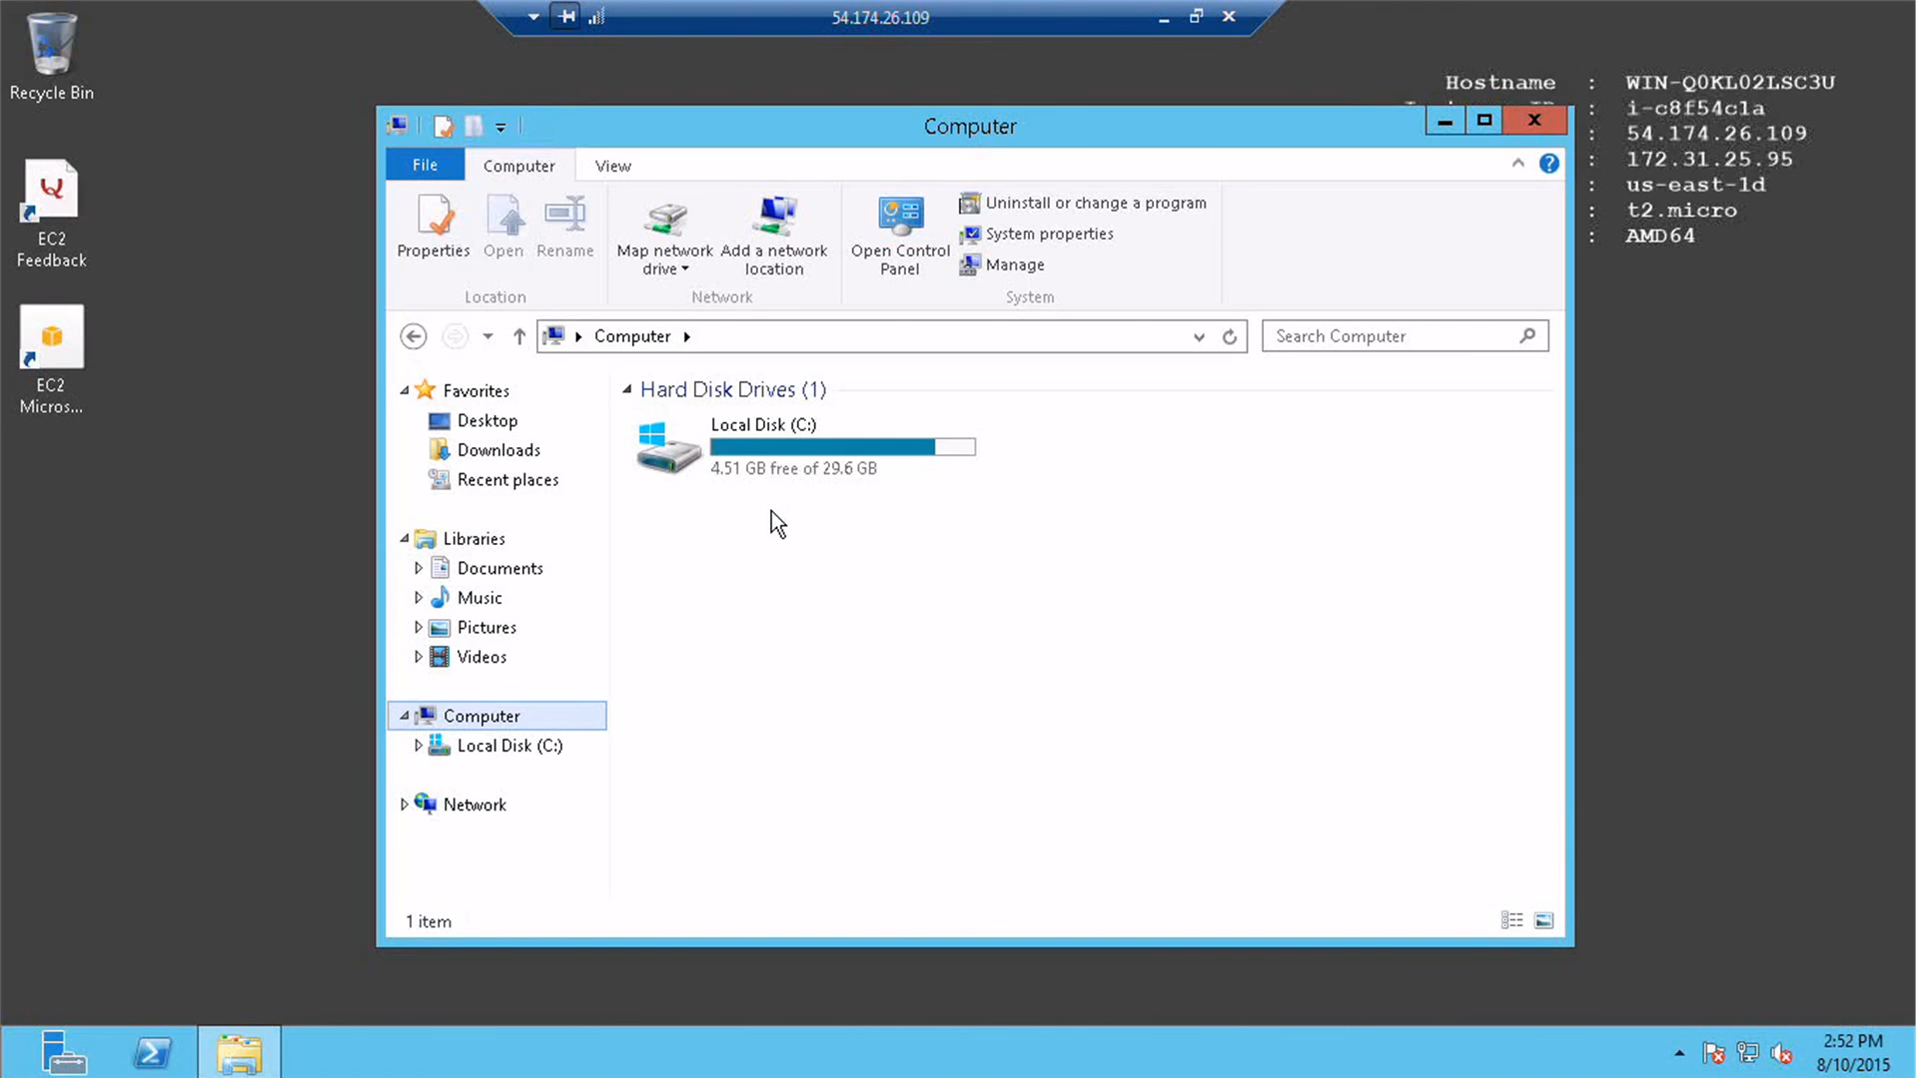 54.174.26.109
Recycle Bin
EC2
Feedback
EC2
Micros...
Hostname : WIN-Q0KL02LSC3U
: i-c8f54c1a
: 54.174.26.109
: 172.31.25.95
: us-east-1d
: t2.micro
: AMD64
Computer
File
Computer
View
Properties
Open
Rename
Map network
drive
Add a network
location
Open Control
Panel
Uninstall or change a program
System properties
Manage
Location
Network
System
Computer
Search Computer
Favorites
Desktop
Downloads
Recent places
Libraries
Documents
Music
Pictures
Videos
Computer
Local Disk (C:)
Network
Hard Disk Drives (1)
Local Disk (C:)
4.51 GB free of 29.6 GB
1 item
2:52 PM
8/10/2015